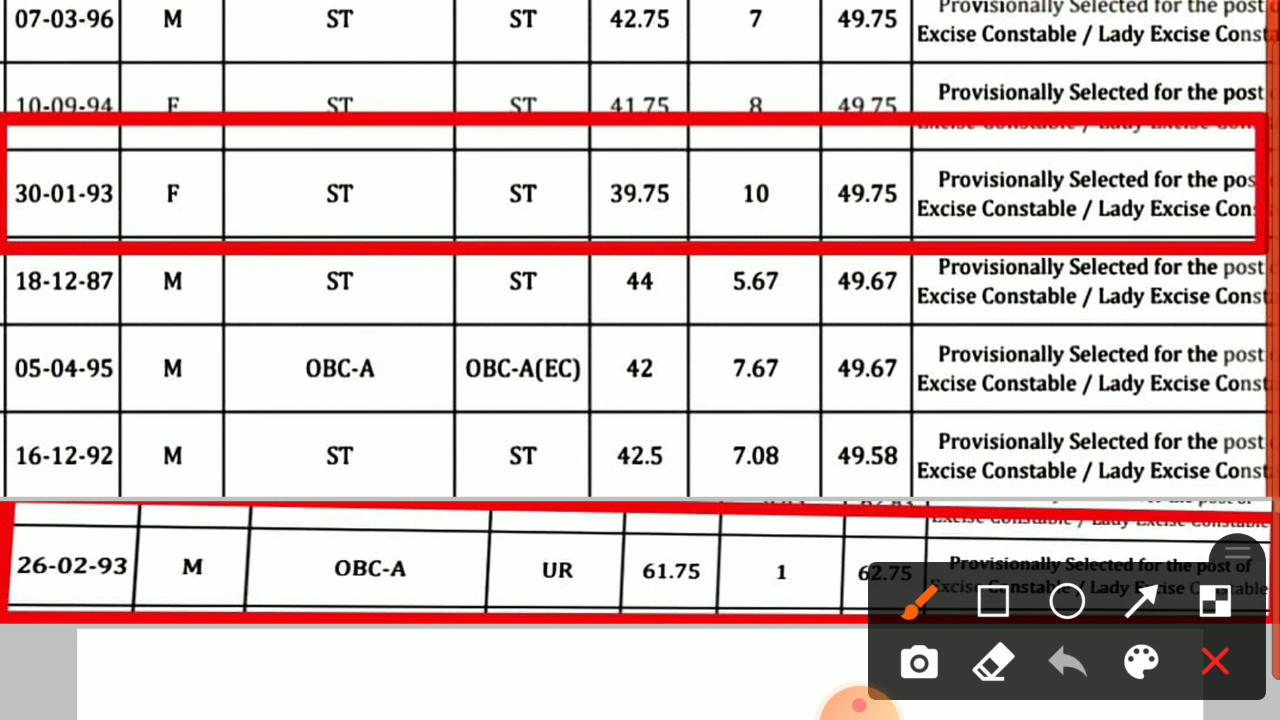 07-03-96 M ST ST 42.75 7 49.75 Provisionally Selected for the post
Excise Constable / Lady Excise Const
10-09-94 F ST ST 41.75 8 49.75 Provisionally Selected for the post
30-01-93 F ST ST 39.75 10 49.75 Provisionally Selected for the pos
Excise Constable / Lady Excise Con
18-12-87 M ST ST 44 5.67 49.67 Provisionally Selected for the post
Excise Constable / Lady Excise Const
05-04-95 M OBC-A OBC-A(EC) 42 7.67 49.67 Provisionally Selected for the post
Excise Constable / Lady Excise Const
16-12-92 M ST ST 42.5 7.08 49.58 Provisionally Selected for the post
Excise Constable / Lady Excise Const
Excise Constable / Lady Excise Constable
26-02-93 M OBC-A UR 61.75 1 62.75 Provisionally Selected for the post of
Excise Constable / Lady Excise Constable